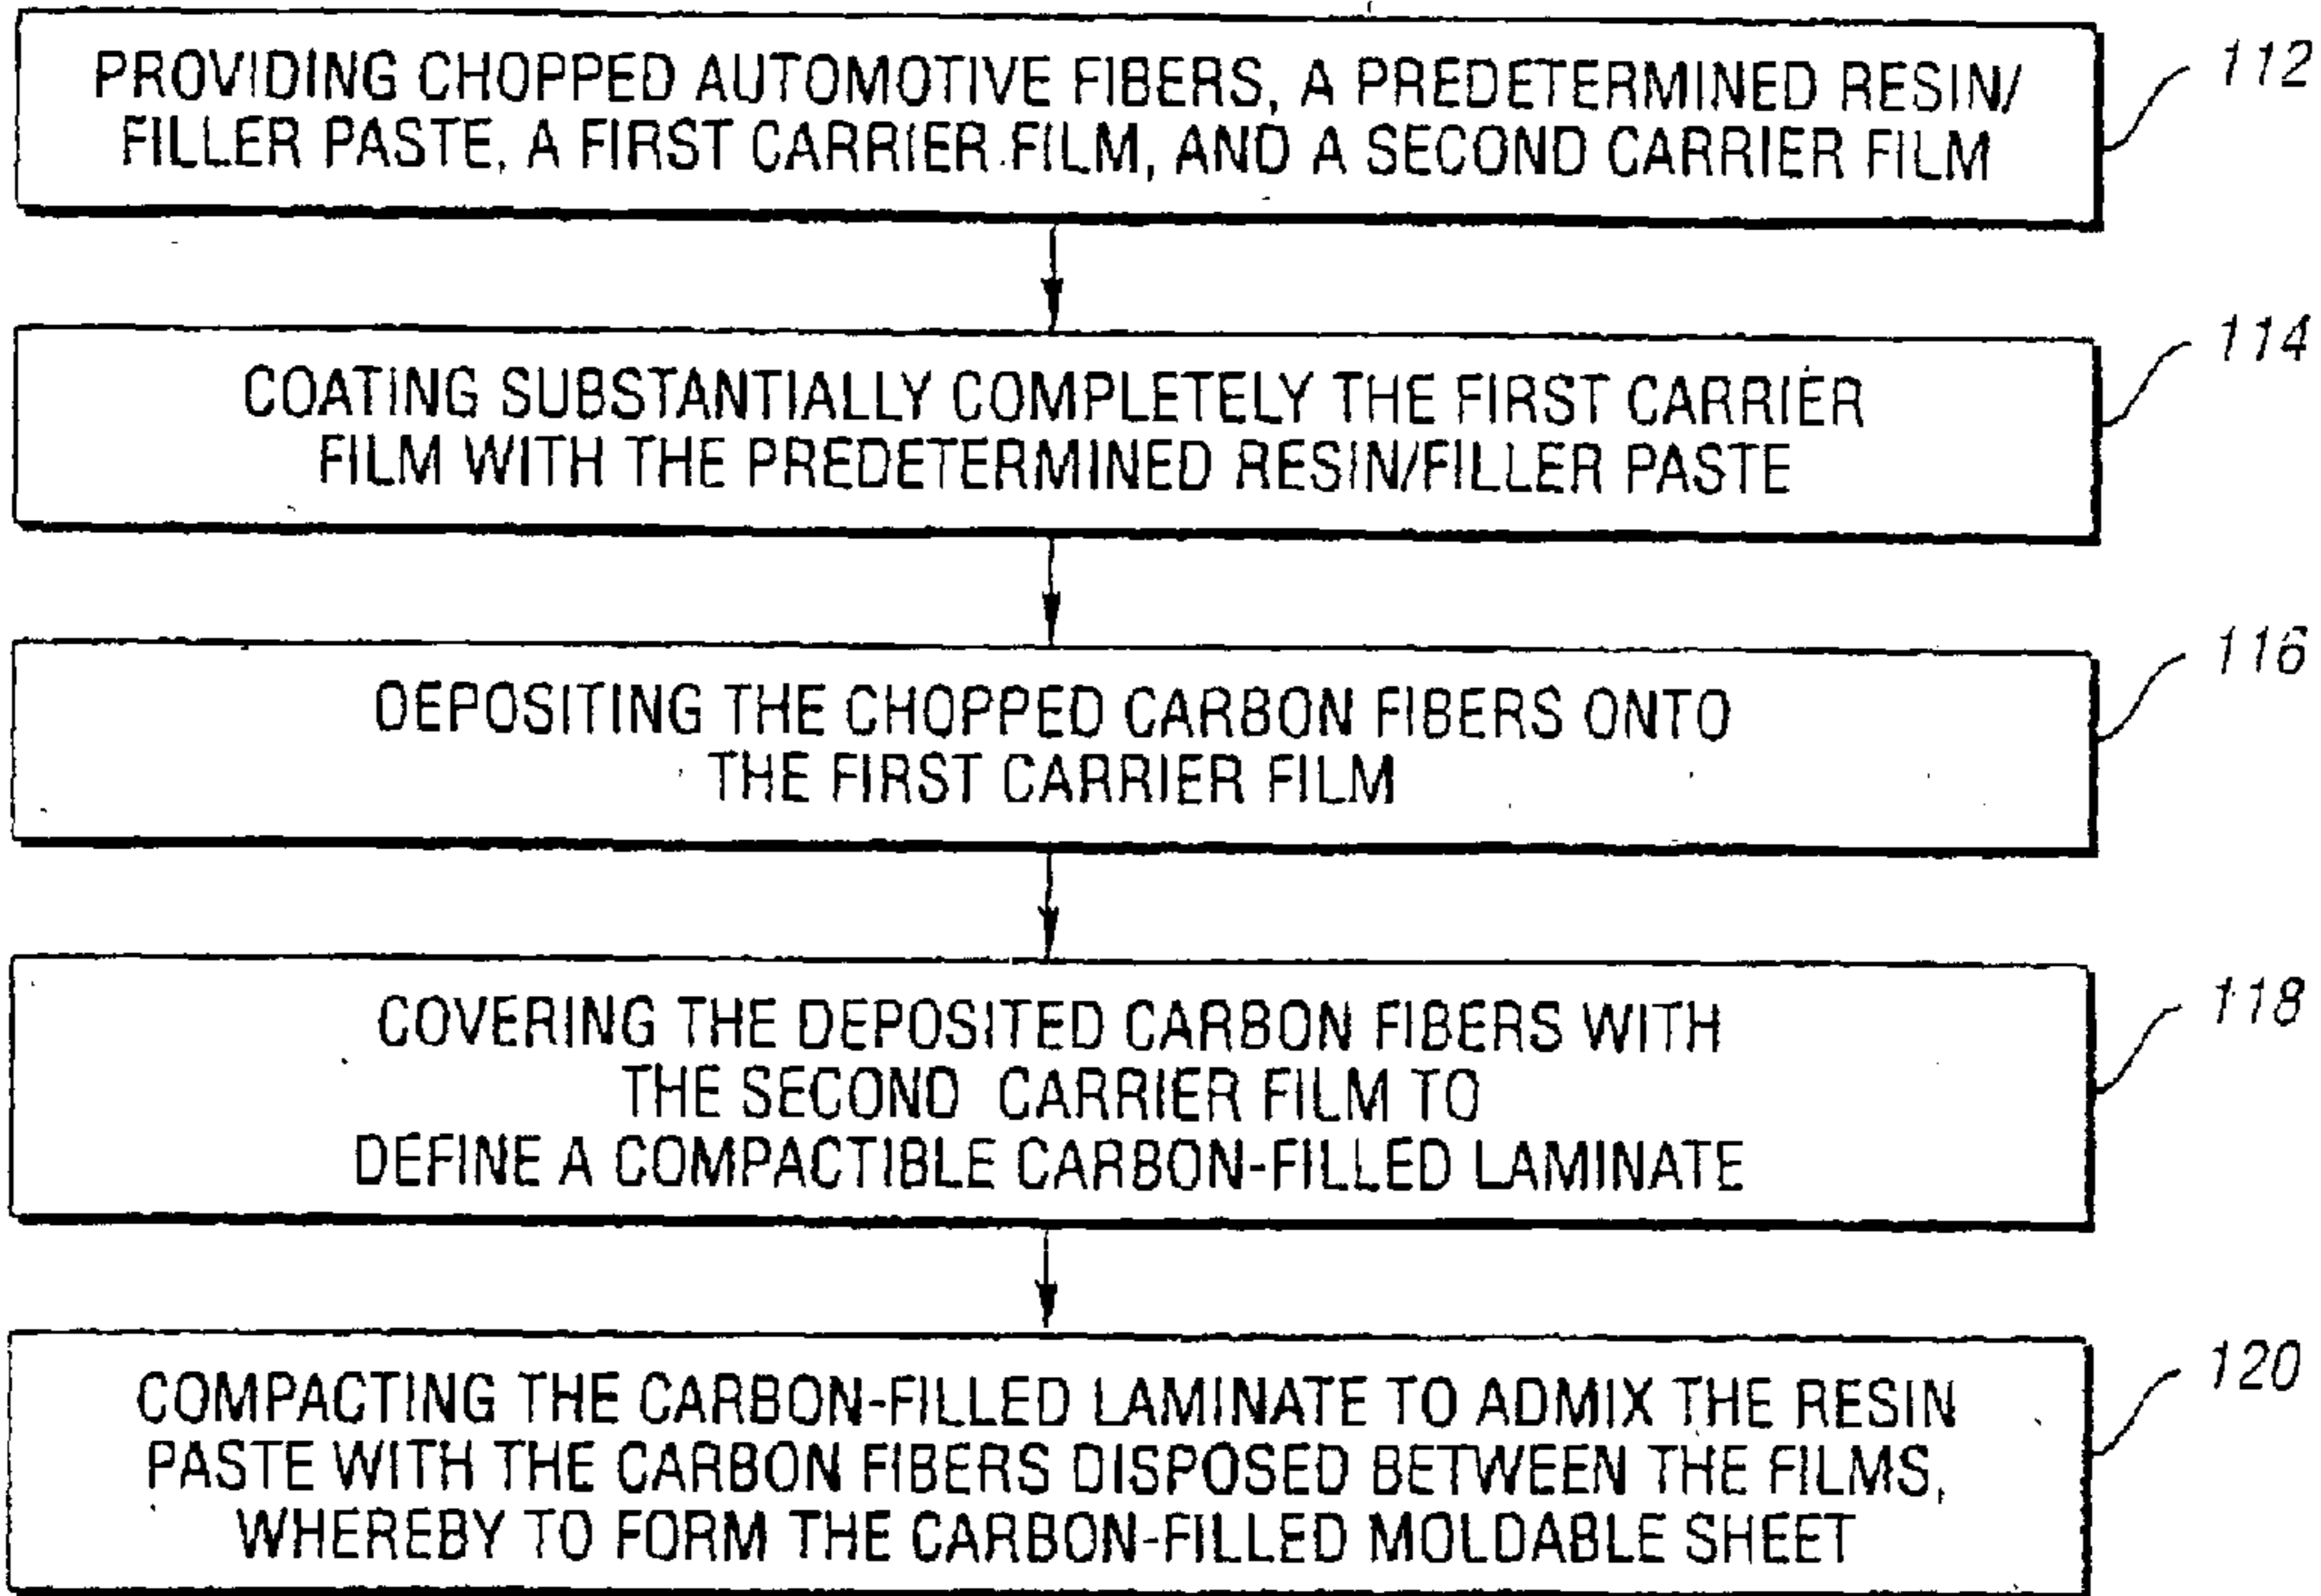 PROVIDING CHOPPED AUTOMOTIVE FIBERS, A PREDETERMINED RESIN/
FILLER PASTE, A FIRST CARRIER FILM, AND A SECOND CARRIER FILM
112
COATING SUBSTANTIALLY COMPLETELY THE FIRST CARRIER
FILM WITH THE PREDETERMINED RESIN/FILLER PASTE
114
DEPOSITING THE CHOPPED CARBON FIBERS ONTO
THE FIRST CARRIER FILM
116
COVERING THE DEPOSITED CARBON FIBERS WITH
THE SECOND CARRIER FILM TO
DEFINE A COMPACTIBLE CARBON-FILLED LAMINATE
118
COMPACTING THE CARBON-FILLED LAMINATE TO ADMIX THE RESIN
PASTE WITH THE CARBON FIBERS DISPOSED BETWEEN THE FILMS,
WHEREBY TO FORM THE CARBON-FILLED MOLDABLE SHEET
120